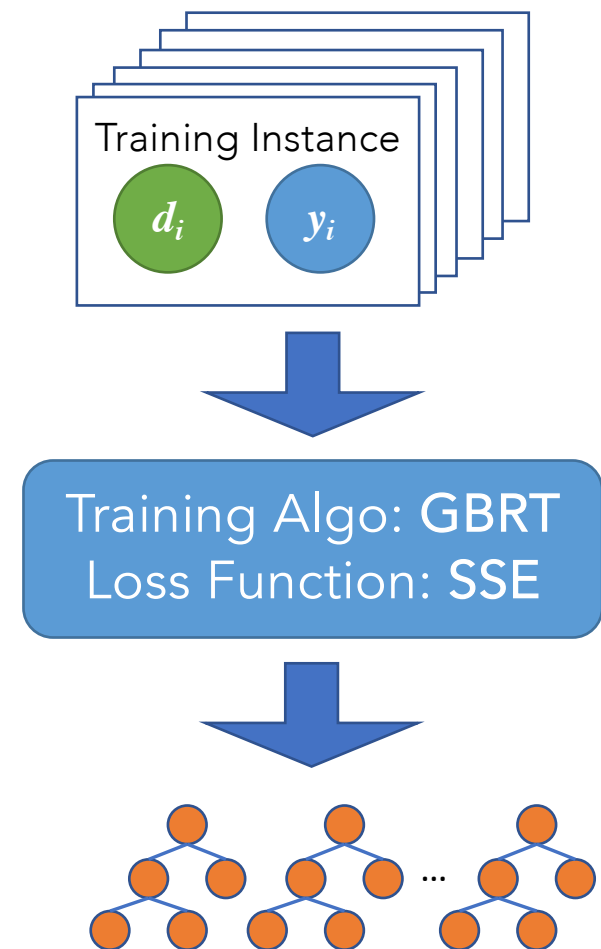 Training Instance
di yi
Training Algo: GBRT
Loss Function: SSE
...